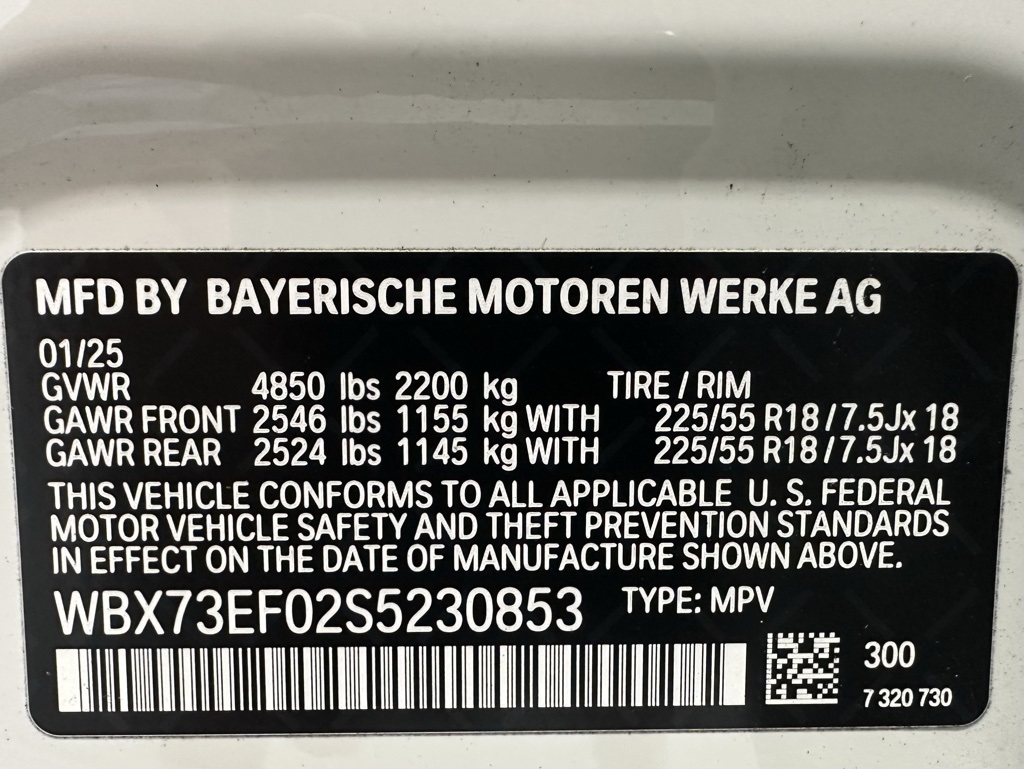 MFD BY BAYERISCHE MOTOREN WERKE AG
01/25
GVWR 4850 lbs 2200 kg TIRE / RIM
GAWR FRONT 2546 lbs 1155 kg WITH 225/55 R18 / 7.5Jx 18
GAWR REAR 2524 lbs 1145 kg WITH 225/55 R18 / 7.5Jx 18
THIS VEHICLE CONFORMS TO ALL APPLICABLE U. S. FEDERAL
MOTOR VEHICLE SAFETY AND THEFT PREVENTION STANDARDS
IN EFFECT ON THE DATE OF MANUFACTURE SHOWN ABOVE.
WBX73EF02S5230853 TYPE: MPV
300
7 320 730